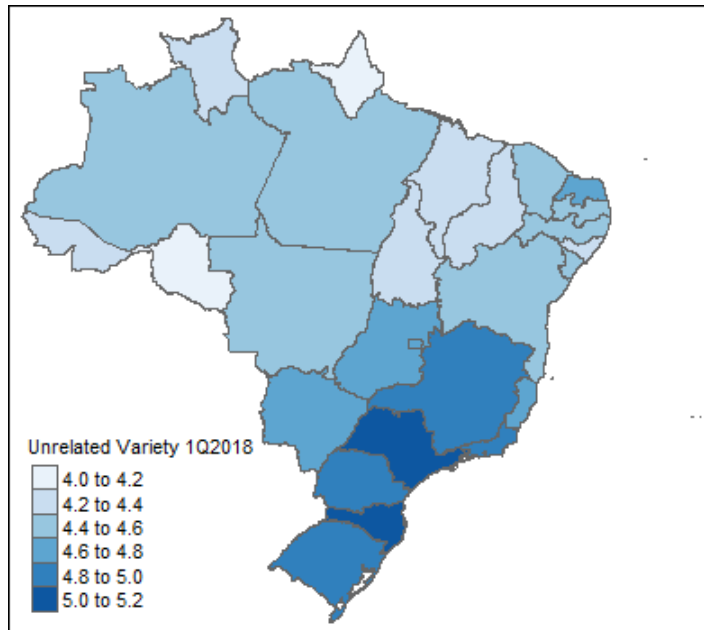 Unrelated Variety 1Q2018
4.0 to 4.2
4.2 to 4.4
4.4 to 4.6
4.6 to 4.8
4.8 to 5.0
5.0 to 5.2